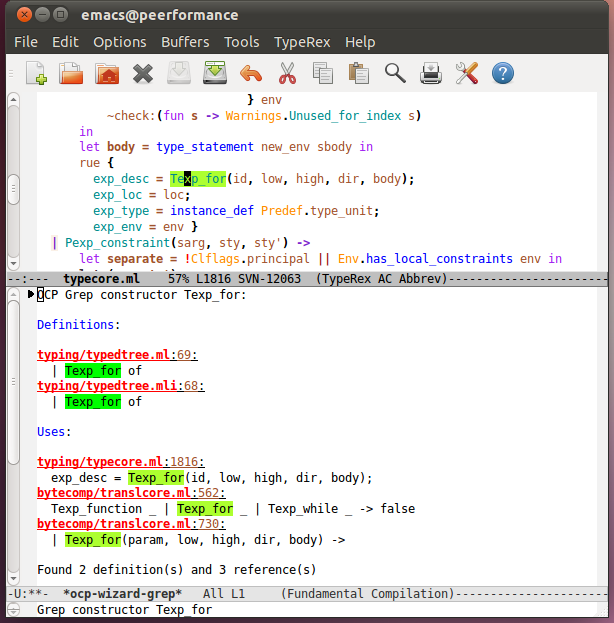 emacs@peerformance
File Edit Options Buffers Tools TypeRex Help
} env
~check:(fun s -> Warnings.Unused_for_index s)
in
let body = type_statement new_env sbody in
rue {
exp_desc = Texp_for(id, low, high, dir, body);
exp_loc = loc;
exp_type = instance_def Predef.type_unit;
exp_env = env }
| Pexp_constraint(sarg, sty, sty') ->
let separate = !Clflags.principal || Env.has_local_constraints env in
--:--- typecore.ml 57% L1816 SVN-12063 (TypeRex AC Abbrev)-----------------------
OCP Grep constructor Texp_for:
Definitions:
typing/typedtree.ml:69:
| Texp_for of
typing/typedtree.mli:68:
| Texp_for of
Uses:
typing/typecore.ml:1816:
exp_desc = Texp_for(id, low, high, dir, body);
bytecomp/translcore.ml:562:
Texp_function _ | Texp_for _ | Texp_while _ -> false
bytecomp/translcore.ml:730:
| Texp_for(param, low, high, dir, body) ->
Found 2 definition(s) and 3 reference(s)
-U:**- *ocp-wizard-grep* All L1 (Fundamental Compilation)----------------------
Grep constructor Texp_for